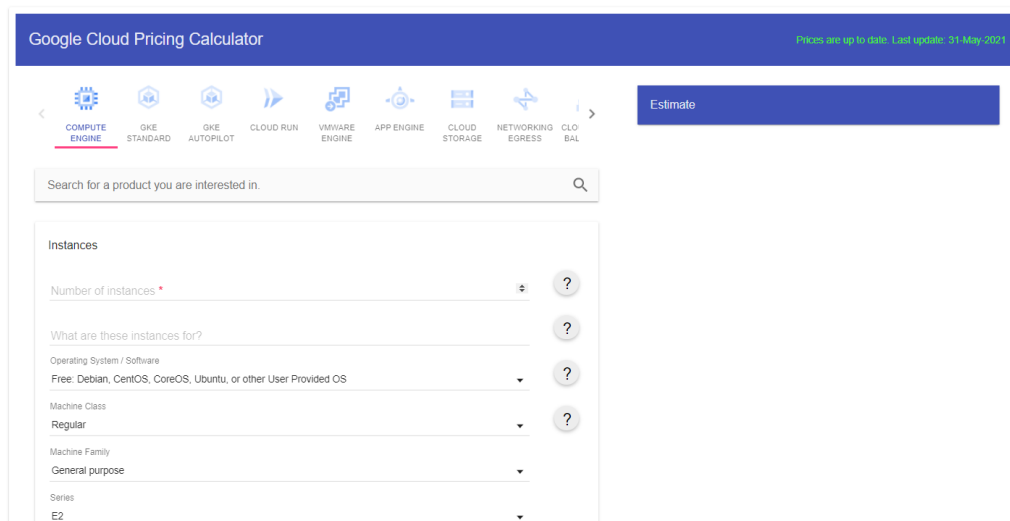 Google Cloud Pricing Calculator
Prices are up to date. Last update: 31-May-2021
COMPUTE
ENGINE
GKE
STANDARD
GKE
AUTOPILOT
CLOUD RUN
VMWARE
ENGINE
APP ENGINE
CLOUD
STORAGE
NETWORKING
EGRESS
CLO
BAL
Estimate
Search for a product you are interested in.
Instances
Number of instances *
?
What are these instances for?
?
Operating System / Software
Free: Debian, CentOS, CoreOS, Ubuntu, or other User Provided OS
?
Machine Class
Regular
?
Machine Family
General purpose
Series
E2